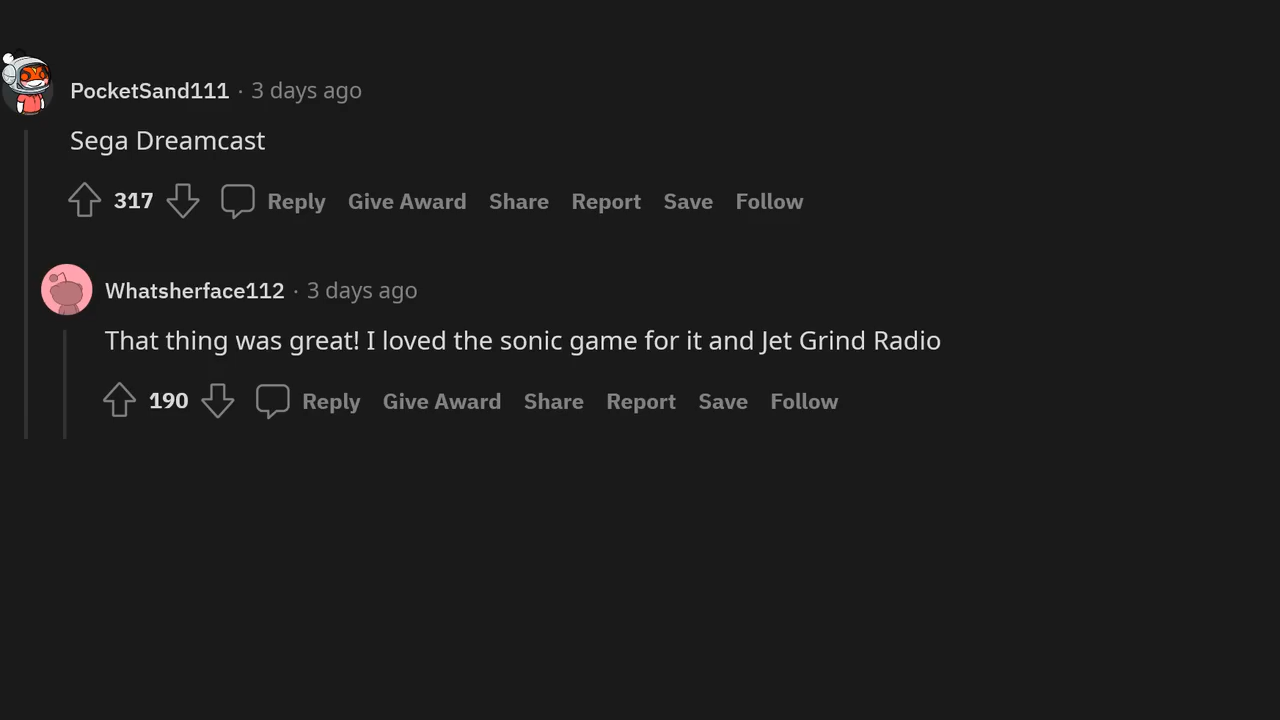 PocketSand111 · 3 days ago
Sega Dreamcast
317 Reply Give Award Share Report Save Follow
Whatsherface112 · 3 days ago
That thing was great! I loved the sonic game for it and Jet Grind Radio
190 Reply Give Award Share Report Save Follow